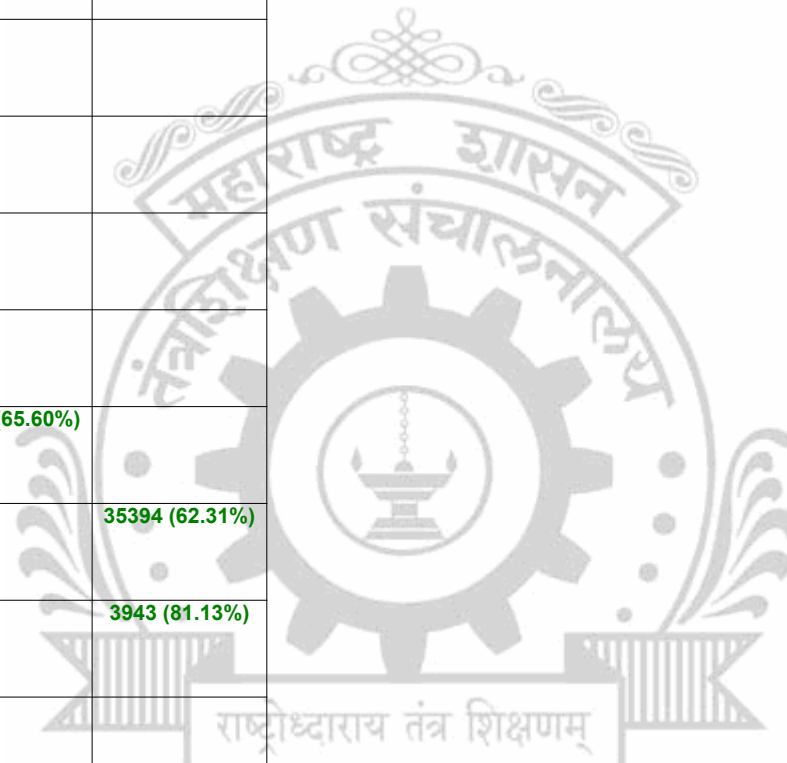 महाराष्ट्र शासन
तंत्रशिक्षण संचालनालय
65.60%)
35394 (62.31%)
3943 (81.13%)
राष्ट्रोध्दाराय तंत्र शिक्षणम्